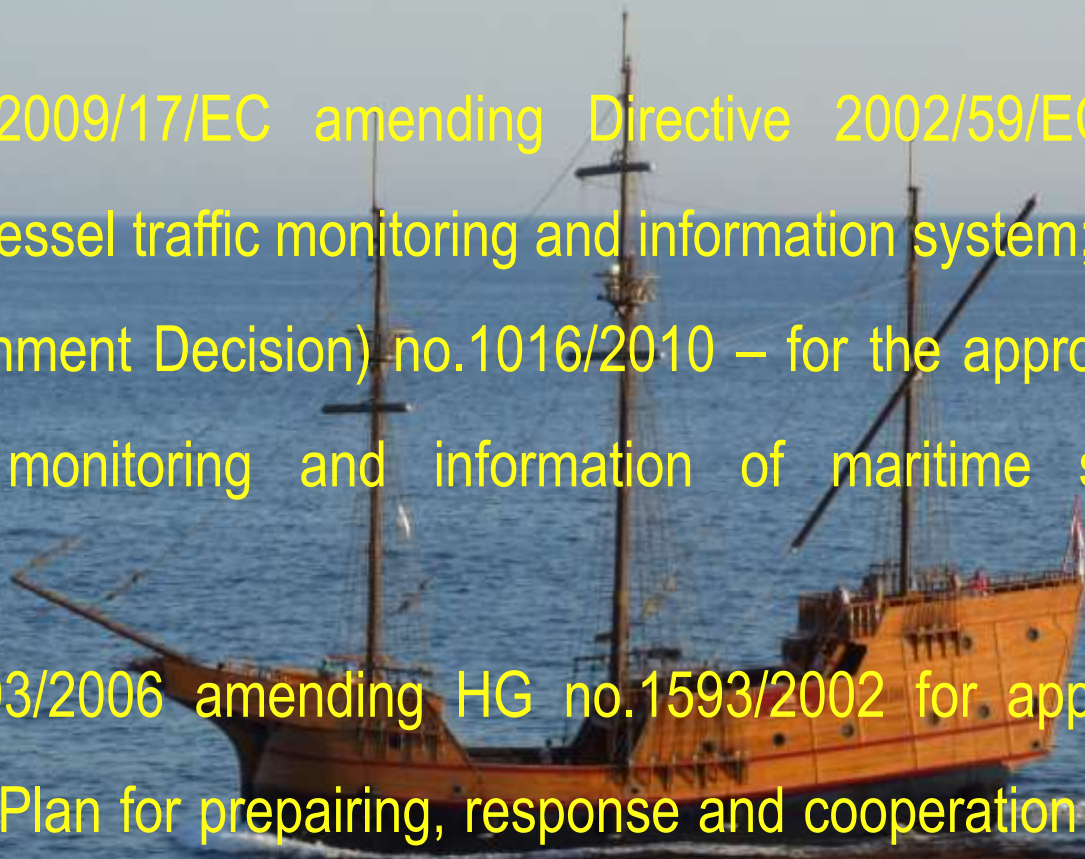 2009/17/EC amending Directive 2002/59/EC
essel traffic monitoring and information system;
nment Decision) no.1016/2010 – for the appro
monitoring and information of maritime s
93/2006 amending HG no.1593/2002 for app
Plan for prepairing, response and cooperation